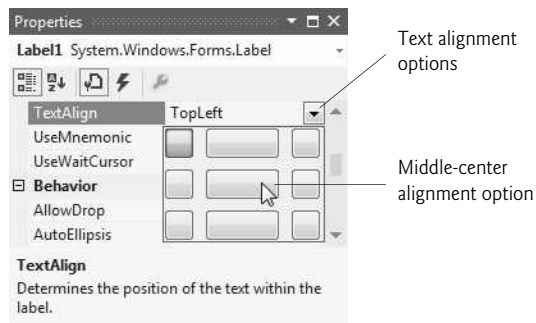 Properties
Label1 System.Windows.Forms.Label
TextAlign TopLeft
UseMnemonic
UseWaitCursor
Behavior
AllowDrop
AutoEllipsis
TextAlign
Determines the position of the text within the
label.
Text alignment
options
Middle-center
alignment option